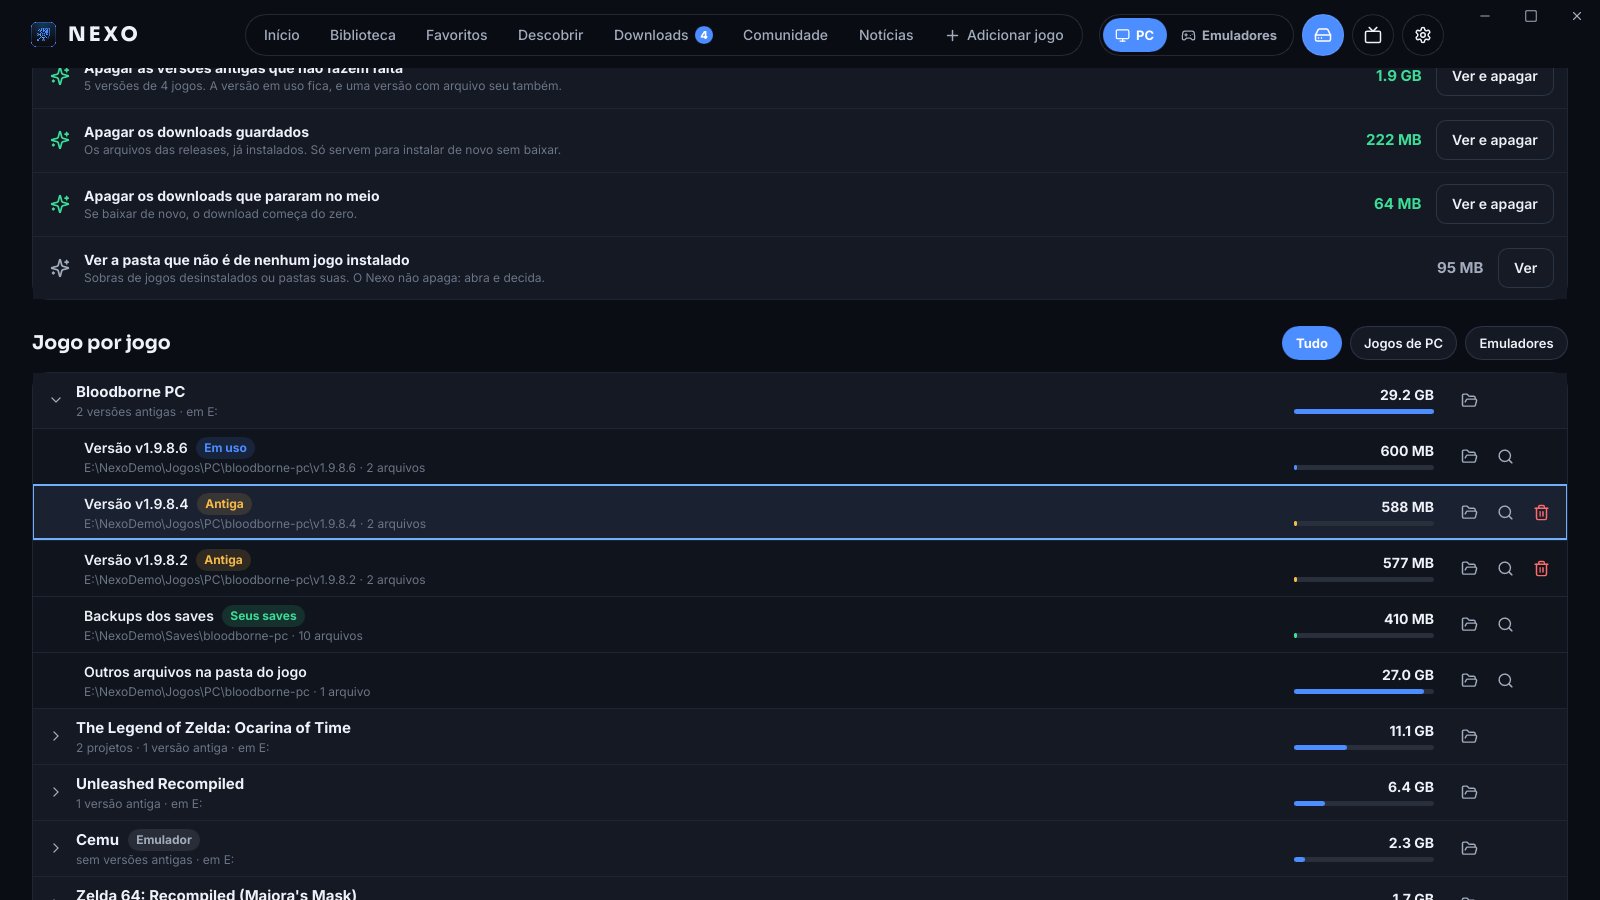 NEXO
Início
Biblioteca
Favoritos
Descobrir
Downloads 4
Comunidade
Notícias
Adicionar jogo
PC
Emuladores
Apagar as versões antigas que não fazem falta
5 versões de 4 jogos. A versão em uso fica, e uma versão com arquivo seu também.
1.9 GB
Ver e apagar
Apagar os downloads guardados
Os arquivos das releases, já instalados. Só servem para instalar de novo sem baixar.
222 MB
Ver e apagar
Apagar os downloads que pararam no meio
Se baixar de novo, o download começa do zero.
64 MB
Ver e apagar
Ver a pasta que não é de nenhum jogo instalado
Sobras de jogos desinstalados ou pastas suas. O Nexo não apaga: abra e decida.
95 MB
Ver
Jogo por jogo
Tudo
Jogos de PC
Emuladores
Bloodborne PC
2 versões antigas · em E:
29.2 GB
Versão v1.9.8.6 Em uso
E:\NexoDemo\Jogos\PC\bloodborne-pc\v1.9.8.6 · 2 arquivos
600 MB
Versão v1.9.8.4 Antiga
E:\NexoDemo\Jogos\PC\bloodborne-pc\v1.9.8.4 · 2 arquivos
588 MB
Versão v1.9.8.2 Antiga
E:\NexoDemo\Jogos\PC\bloodborne-pc\v1.9.8.2 · 2 arquivos
577 MB
Backups dos saves Seus saves
E:\NexoDemo\Saves\bloodborne-pc · 10 arquivos
410 MB
Outros arquivos na pasta do jogo
E:\NexoDemo\Jogos\PC\bloodborne-pc · 1 arquivo
27.0 GB
The Legend of Zelda: Ocarina of Time
2 projetos · 1 versão antiga · em E:
11.1 GB
Unleashed Recompiled
1 versão antiga · em E:
6.4 GB
Cemu Emulador
sem versões antigas · em E:
2.3 GB
Zelda 64: Recompiled (Majora's Mask)
1.7 GB